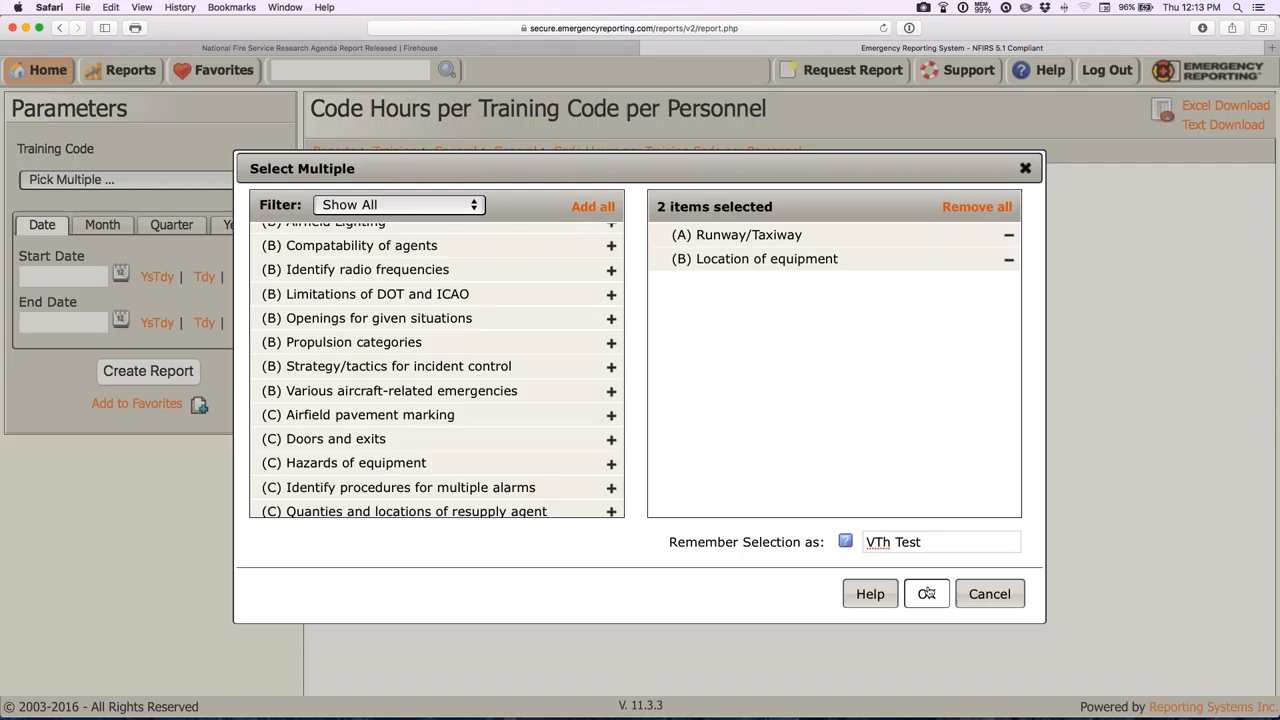 Safari File Edit View History Bookmarks Window Help MEM 99% 96% Thu 12:13 PM
secure.emergencyreporting.com/reports/v2/report.php
National Fire Service Research Agenda Report Released | Firehouse
Emergency Reporting System - NFIRS 5.1 Compliant
Home Reports Favorites Request Report Support Help Log Out EMERGENCY REPORTING
Parameters
Training Code
Pick Multiple ...
Date Month Quarter
Start Date
YsTdy | Tdy |
End Date
YsTdy | Tdy |
Create Report
Add to Favorites
Code Hours per Training Code per Personnel
Excel Download
Text Download
Select Multiple
Filter: Show All Add all
(B) Airfield Lighting
(B) Compatability of agents
(B) Identify radio frequencies
(B) Limitations of DOT and ICAO
(B) Openings for given situations
(B) Propulsion categories
(B) Strategy/tactics for incident control
(B) Various aircraft-related emergencies
(C) Airfield pavement marking
(C) Doors and exits
(C) Hazards of equipment
(C) Identify procedures for multiple alarms
(C) Quanties and locations of resupply agent
2 items selected Remove all
(A) Runway/Taxiway
(B) Location of equipment
Remember Selection as: ? VTh Test
Help Cancel
© 2003-2016 - All Rights Reserved
V. 11.3.3
Powered by Reporting Systems Inc.